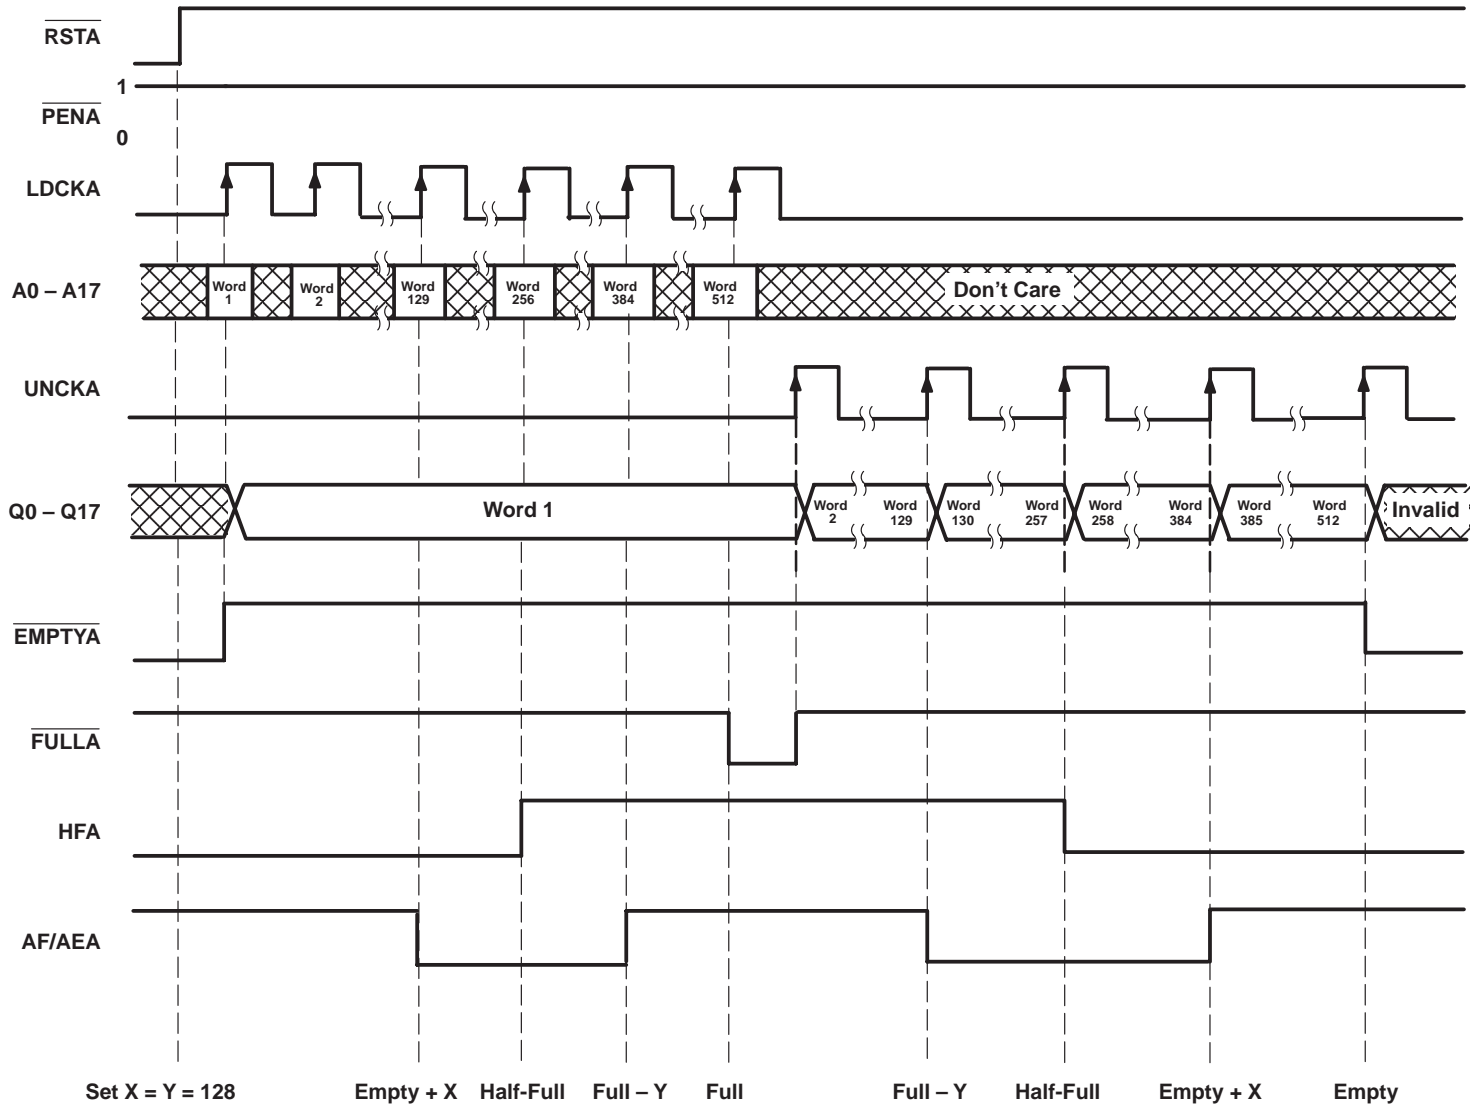 RSTA
1
PENA
0
LDCKA
A0 – A17
Word 1
Word 2
Word 129
Word 256
Word 384
Word 512
Don't Care
UNCKA
Q0 – Q17
Word 1
Word 2
Word 129
Word 130
Word 257
Word 258
Word 384
Word 385
Word 512
Invalid
EMPTYA
FULLA
HFA
AF/AEA
Set X = Y = 128
Empty + X
Half-Full
Full – Y
Full
Full – Y
Half-Full
Empty + X
Empty